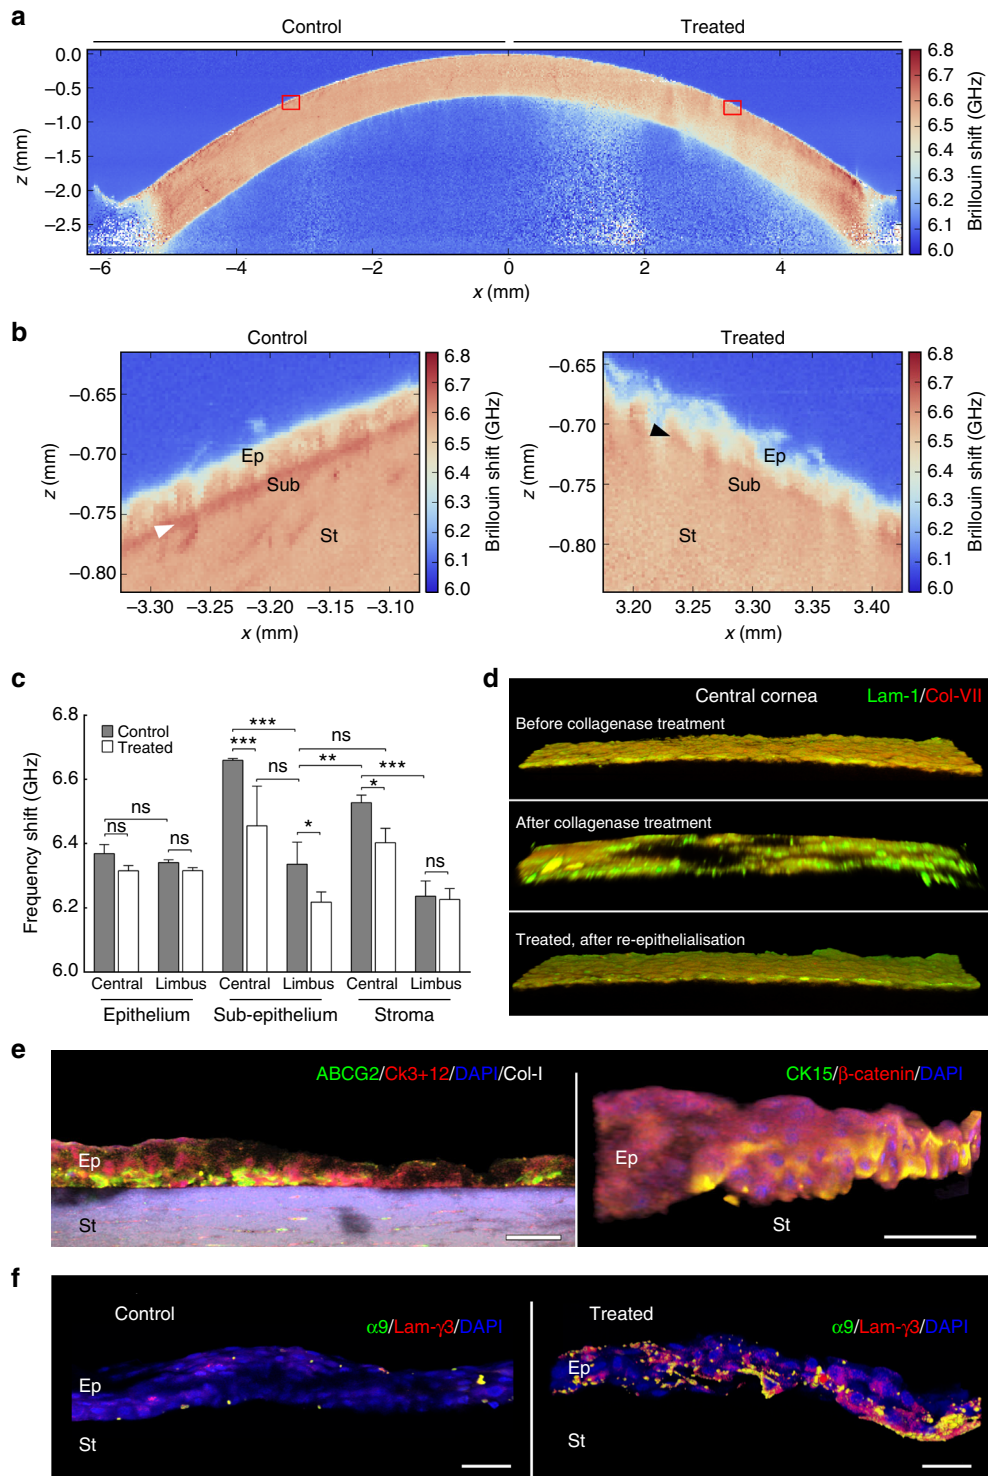 a
Control Treated
0.0
−0.5
−1.0
−1.5
−2.0
−2.5
z (mm)
−6 −4 −2 0 2 4
x (mm)
6.8
6.7
6.6
6.5
6.4
6.3
6.2
6.1
6.0
Brillouin shift (GHz)
b
Control
−0.65
−0.70
−0.75
−0.80
z (mm)
Ep
Sub
St
−3.30 −3.25 −3.20 −3.15 −3.10
x (mm)
6.8
6.7
6.6
6.5
6.4
6.3
6.2
6.1
6.0
Brillouin shift (GHz)
Treated
−0.65
−0.70
−0.75
−0.80
z (mm)
Ep
Sub
St
3.20 3.25 3.30 3.35 3.40
x (mm)
6.8
6.7
6.6
6.5
6.4
6.3
6.2
6.1
6.0
Brillouin shift (GHz)
c
6.8
6.6
6.4
6.2
6.0
Frequency shift (GHz)
Control
Treated
ns
ns
ns
***
***
ns
*
**
ns
***
*
ns
Central Limbus Central Limbus Central Limbus
Epithelium Sub-epithelium Stroma
d
Central cornea Lam-1/Col-VII
Before collagenase treatment
After collagenase treatment
Treated, after re-epithelialisation
e
ABCG2/Ck3+12/DAPI/Col-I
Ep
St
CK15/β-catenin/DAPI
Ep
St
f
Control
α9/Lam-γ3/DAPI
Ep
St
Treated
α9/Lam-γ3/DAPI
Ep
St